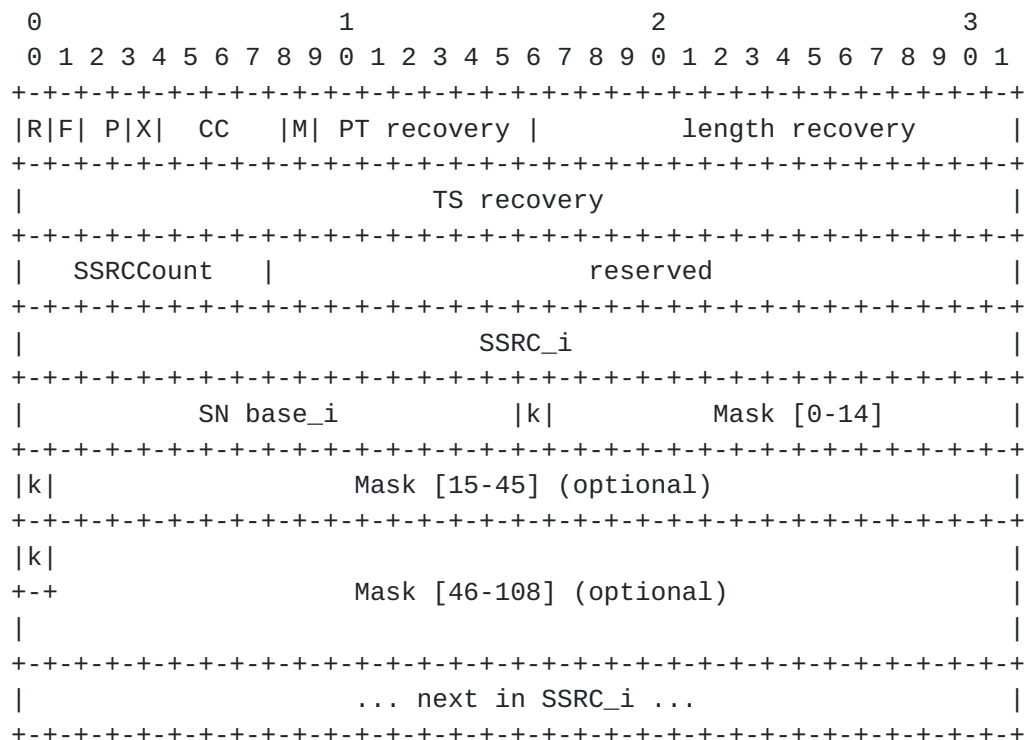 0                   1                   2                   3
 0 1 2 3 4 5 6 7 8 9 0 1 2 3 4 5 6 7 8 9 0 1 2 3 4 5 6 7 8 9 0 1
+-+-+-+-+-+-+-+-+-+-+-+-+-+-+-+-+-+-+-+-+-+-+-+-+-+-+-+-+-+-+-+-+
|R|F| P|X|  CC   |M| PT recovery |         length recovery      |
+-+-+-+-+-+-+-+-+-+-+-+-+-+-+-+-+-+-+-+-+-+-+-+-+-+-+-+-+-+-+-+-+
|                          TS recovery                          |
+-+-+-+-+-+-+-+-+-+-+-+-+-+-+-+-+-+-+-+-+-+-+-+-+-+-+-+-+-+-+-+-+
|   SSRCCount   |                    reserved                   |
+-+-+-+-+-+-+-+-+-+-+-+-+-+-+-+-+-+-+-+-+-+-+-+-+-+-+-+-+-+-+-+-+
|                             SSRC_i                            |
+-+-+-+-+-+-+-+-+-+-+-+-+-+-+-+-+-+-+-+-+-+-+-+-+-+-+-+-+-+-+-+-+
|           SN base_i           |k|          Mask [0-14]        |
+-+-+-+-+-+-+-+-+-+-+-+-+-+-+-+-+-+-+-+-+-+-+-+-+-+-+-+-+-+-+-+-+
|k|                   Mask [15-45] (optional)                   |
+-+-+-+-+-+-+-+-+-+-+-+-+-+-+-+-+-+-+-+-+-+-+-+-+-+-+-+-+-+-+-+-+
|k|                                                             |
+-+                   Mask [46-108] (optional)                  |
|                                                               |
+-+-+-+-+-+-+-+-+-+-+-+-+-+-+-+-+-+-+-+-+-+-+-+-+-+-+-+-+-+-+-+-+
|                     ... next in SSRC_i ...                    |
+-+-+-+-+-+-+-+-+-+-+-+-+-+-+-+-+-+-+-+-+-+-+-+-+-+-+-+-+-+-+-+-+